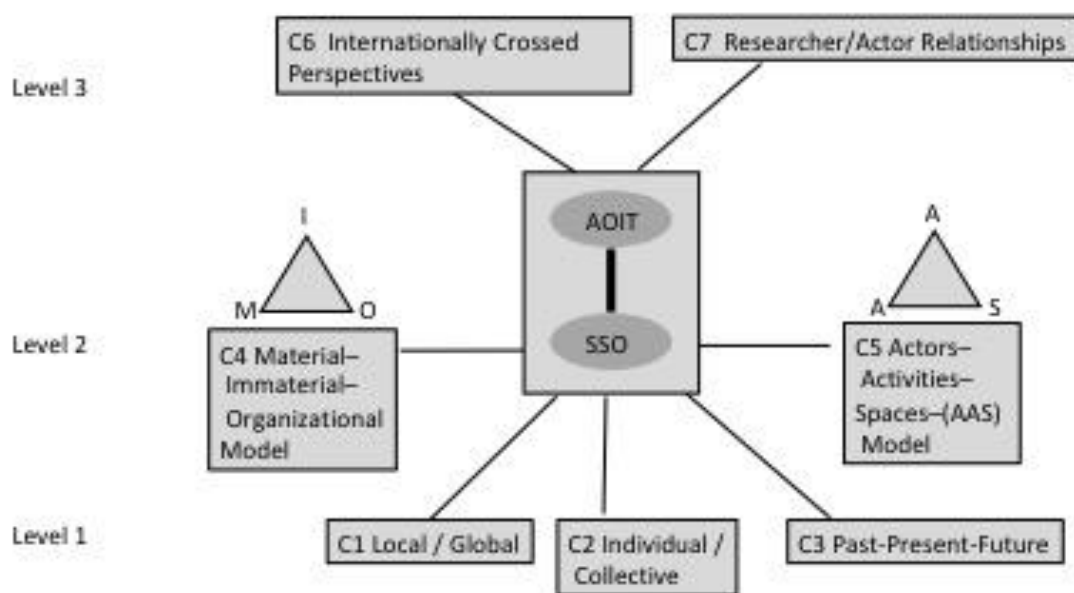 C6 Internationally Crossed
Perspectives
C7 Researcher/Actor Relationships
Level 3
AOIT
I
M
O
A
A
S
Level 2
SSO
C4 Material–
Immaterial–
Organizational
Model
C5 Actors–
Activities–
Spaces–(AAS)
Model
Level 1
C1 Local / Global
C2 Individual /
Collective
C3 Past-Present-Future